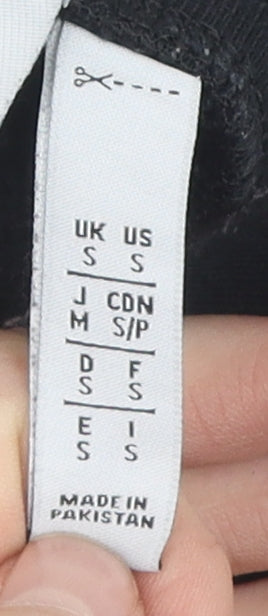 UK US
S S
J CDN
M S/P
D F
S S
E I
S S
MADE IN
PAKISTAN